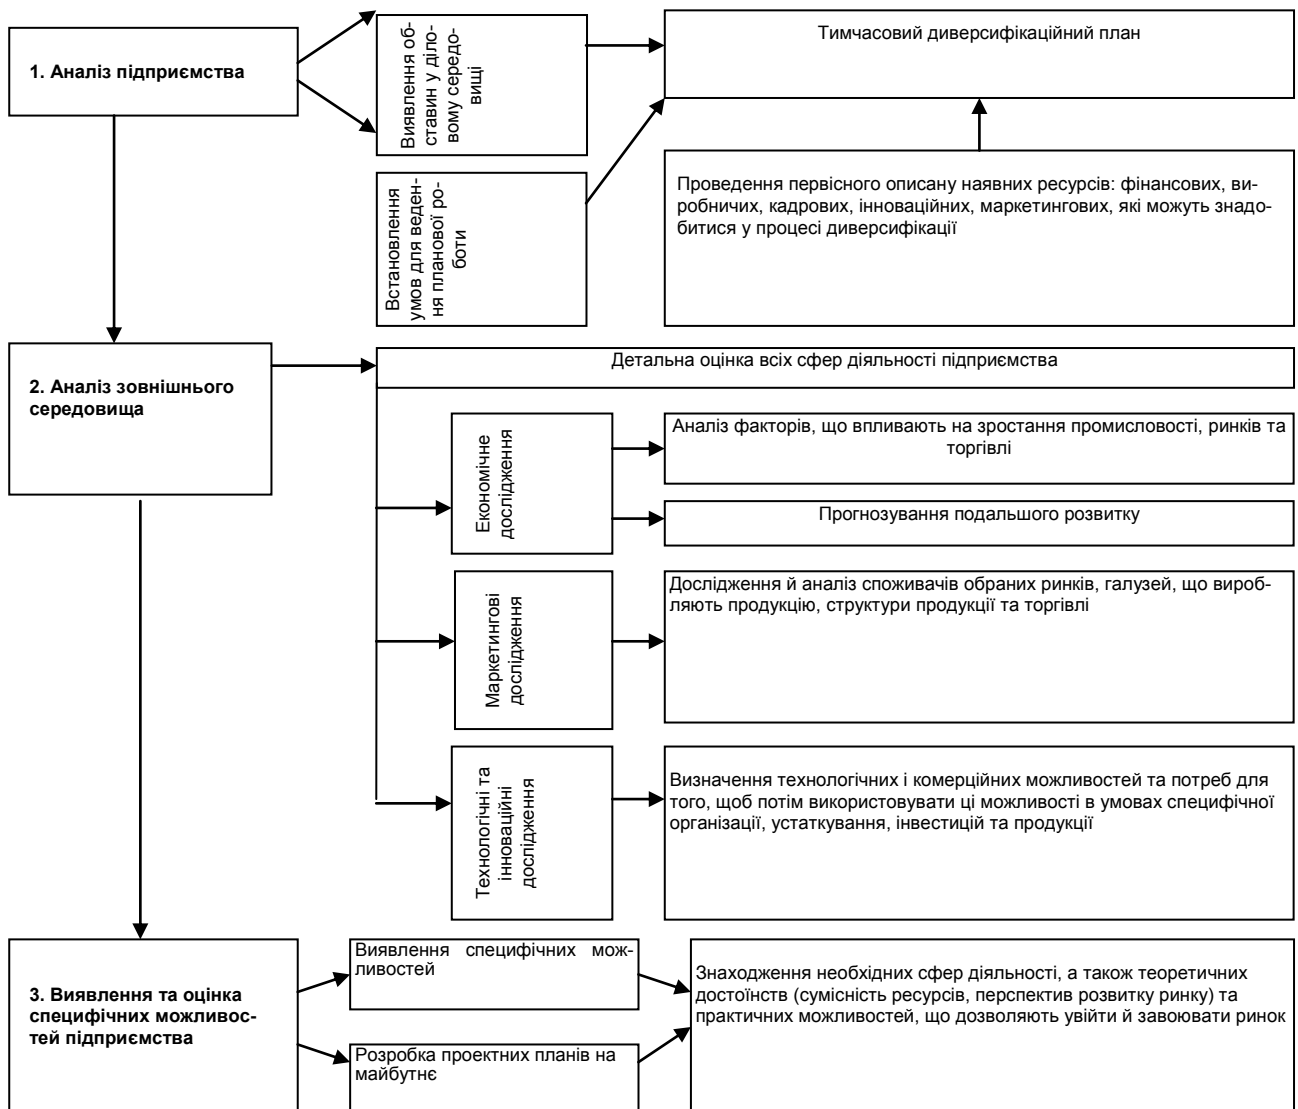 1. Аналіз підприємства
Виявлення об-
ставин у діло-
вому середо-
вищі
Тимчасовий диверсифікаційний план
Встановлення
умов для веден-
ня планової ро-
боти
Проведення первісного описану наявних ресурсів: фінансових, ви-
робничих, кадрових, інноваційних, маркетингових, які можуть знадо-
битися у процесі диверсифікації
2. Аналіз зовнішнього
середовища
Детальна оцінка всіх сфер діяльності підприємства
Економічне
дослідження
Аналіз факторів, що впливають на зростання промисловості, ринків та
торгівлі
Прогнозування подальшого розвитку
Маркетингові
дослідження
Дослідження й аналіз споживачів обраних ринків, галузей, що вироб-
ляють продукцію, структури продукції та торгівлі
Технологічні та
інноваційні
дослідження
Визначення технологічних і комерційних можливостей та потреб для
того, щоб потім використовувати ці можливості в умовах специфічної
організації, устаткування, інвестицій та продукції
3. Виявлення та оцінка
специфічних можливос-
тей підприємства
Виявлення специфічних мож-
ливостей
Розробка проектних планів на
майбутнє
Знаходження необхідних сфер діяльності, а також теоретичних
достоїнств (сумісність ресурсів, перспектив розвитку ринку) та
практичних можливостей, що дозволяють увійти й завоювати ринок